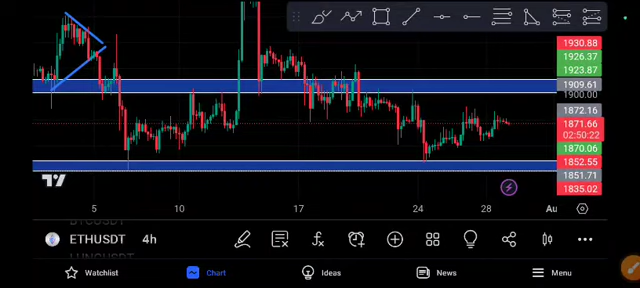 1930.88
1926.37
1923.87
1909.61
1900.00
1872.16
1871.66
02:50:22
1870.06
1852.55
1851.71
1835.02
5 10 17 24 28 Au
BTCUSDT
ETHUSDT 4h
LUNCUSDT
Watchlist Chart Ideas News Menu